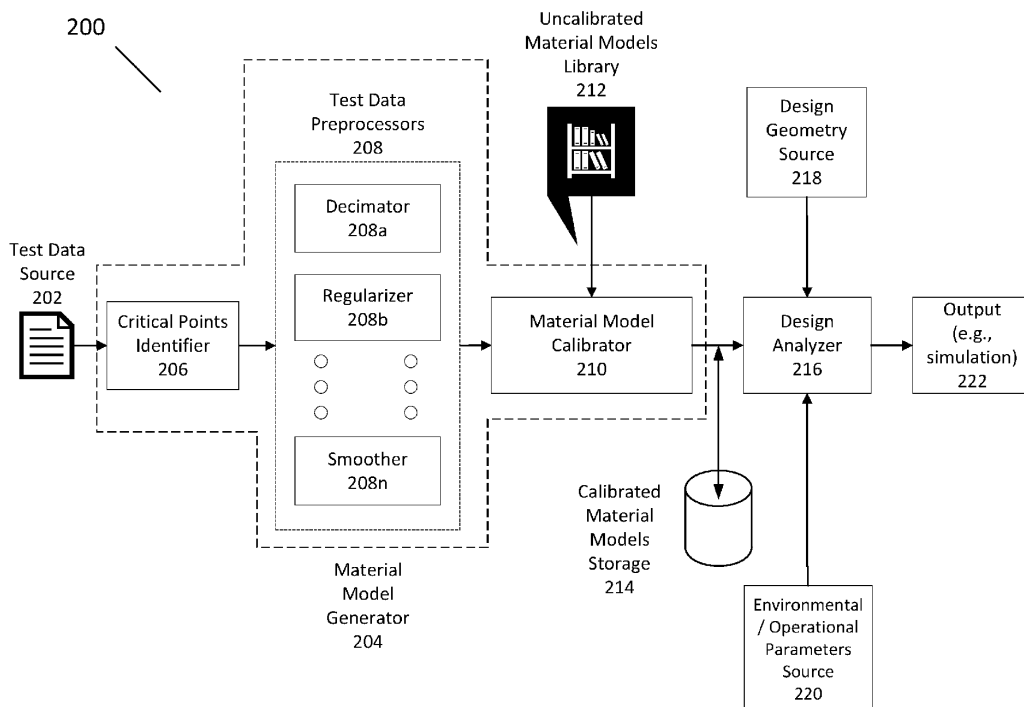 200
Test Data
Source
202
Critical Points
Identifier
206
Test Data
Preprocessors
208
Decimator
208a
Regularizer
208b
Smoother
208n
Material
Model
Generator
204
Uncalibrated
Material Models
Library
212
Material Model
Calibrator
210
Calibrated
Material
Models
Storage
214
Design
Geometry
Source
218
Design
Analyzer
216
Environmental
/ Operational
Parameters
Source
220
Output
(e.g.,
simulation)
222